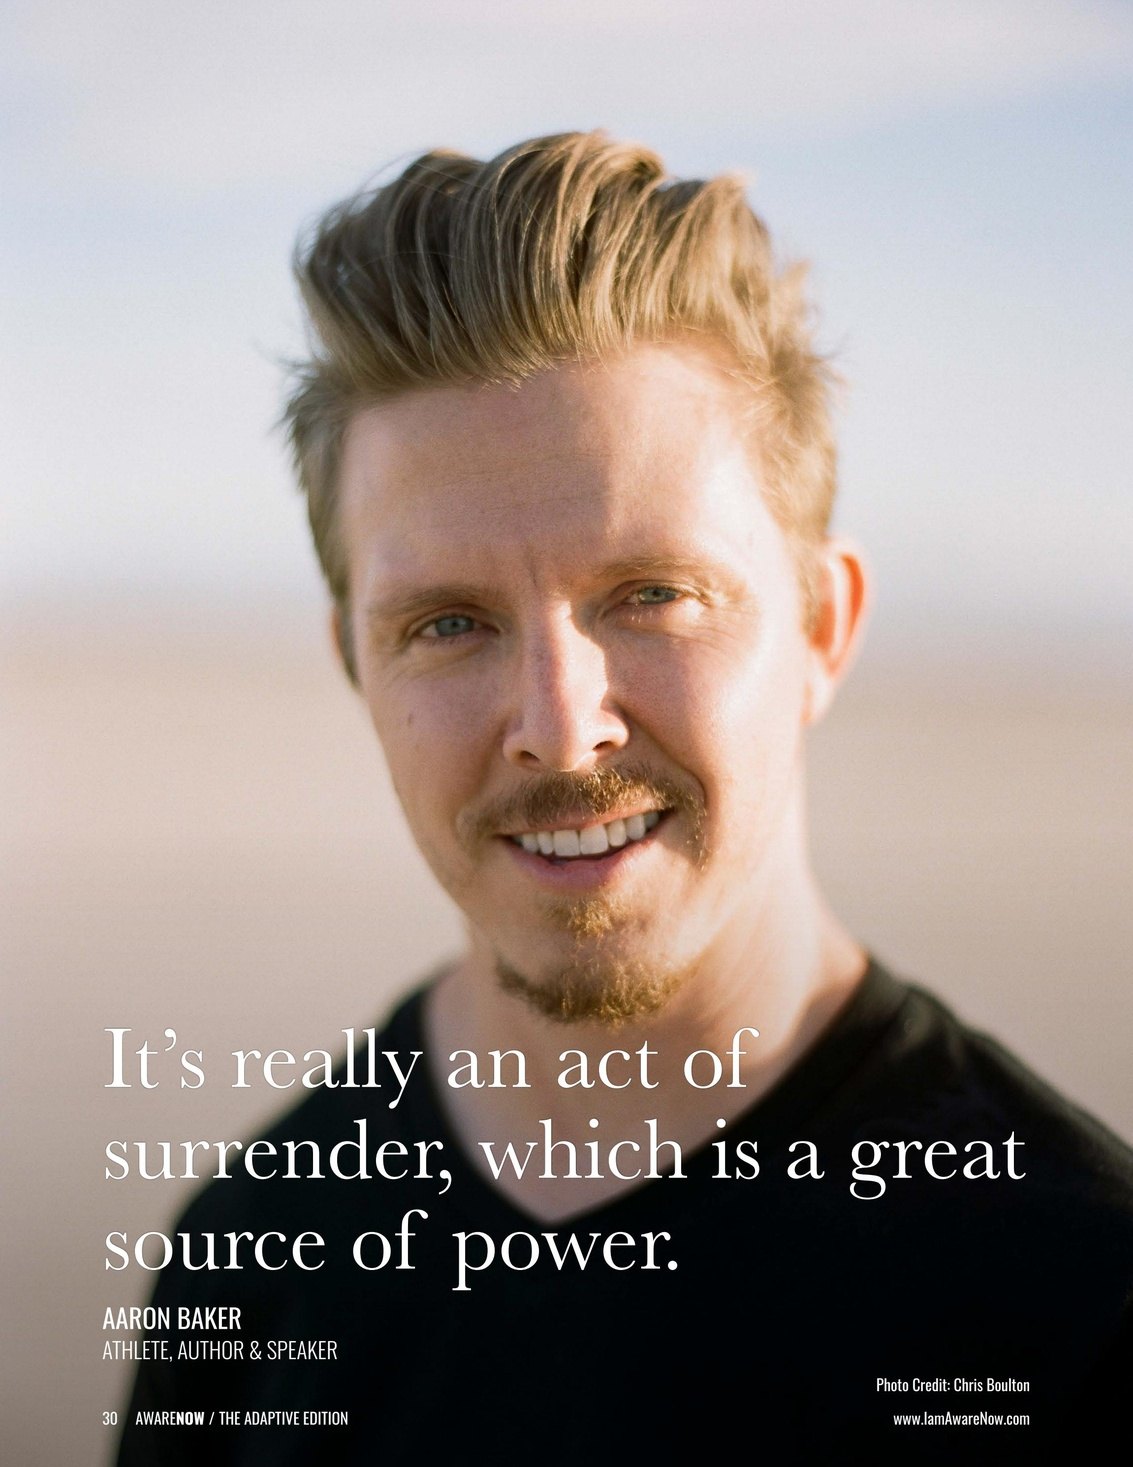 It’s really an act of
surrender, which is a great
source of power.
AARON BAKER
ATHLETE, AUTHOR & SPEAKER
Photo Credit: Chris Boulton
30 AWARENOW / THE ADAPTIVE EDITION
www.IamAwareNow.com